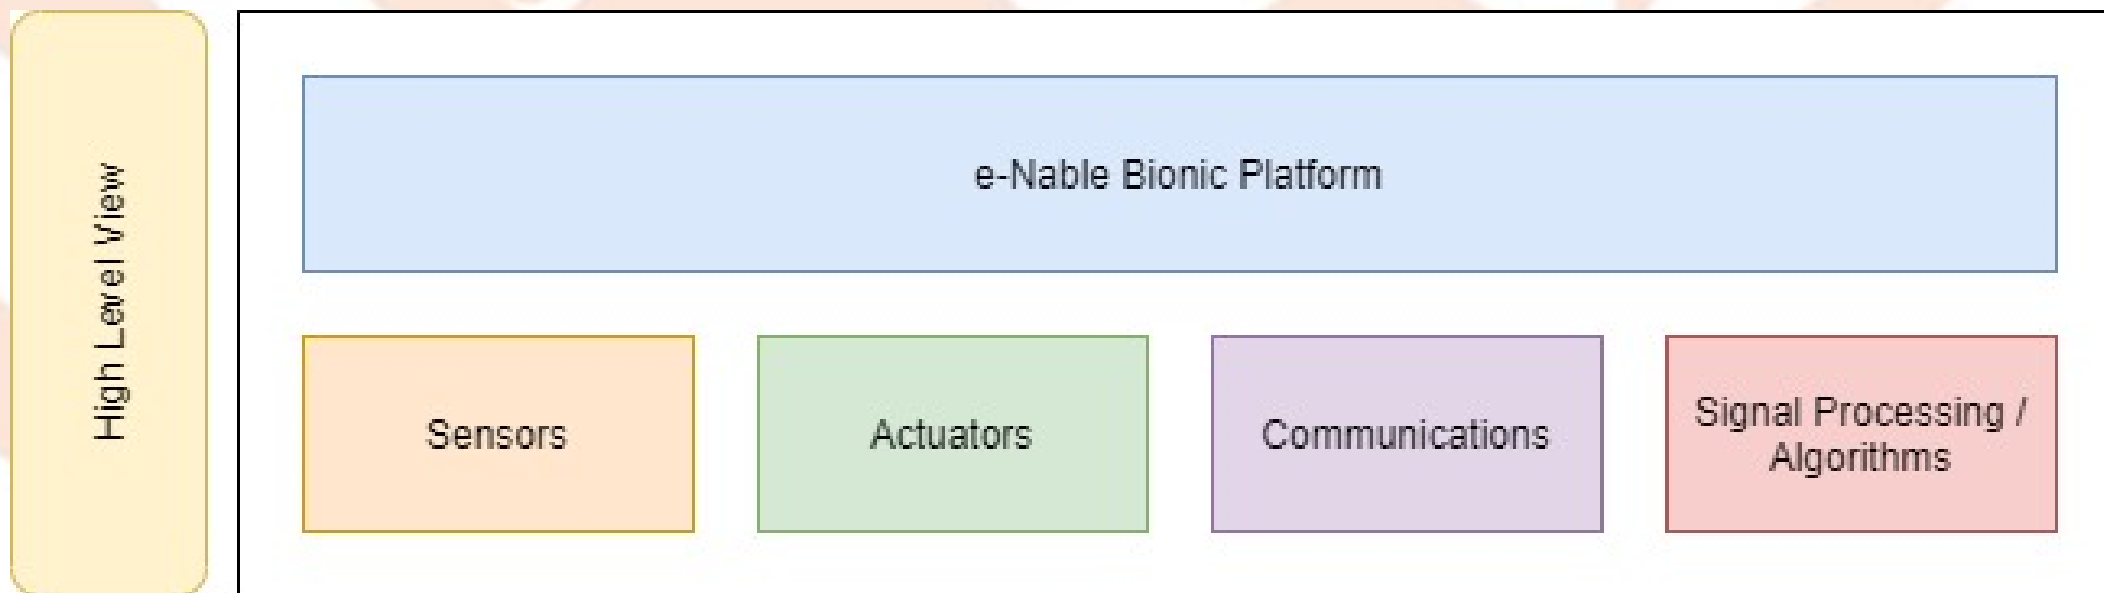 High Level View
e-Nable Bionic Platform
Sensors
Actuators
Communications
Signal Processing /
Algorithms